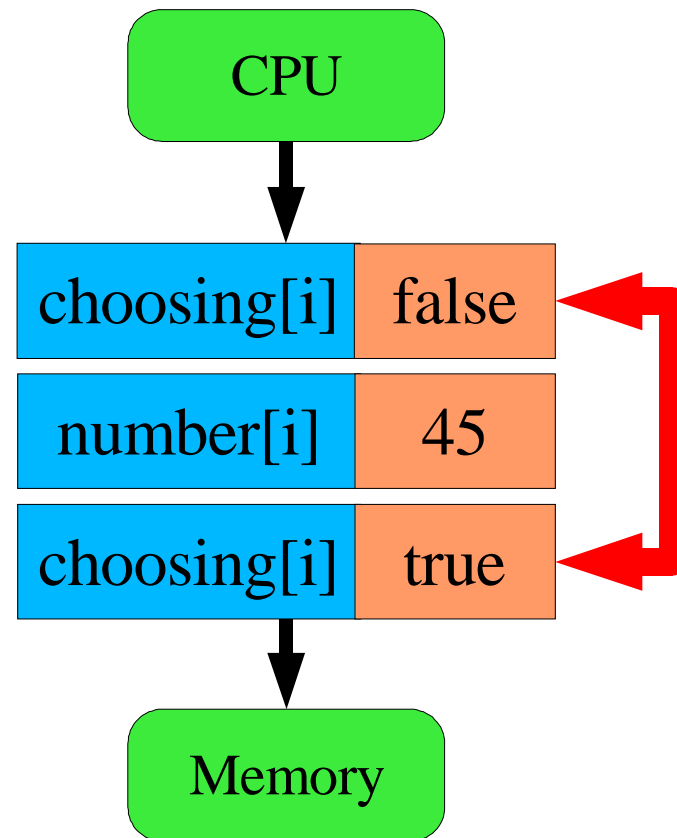 CPU
choosing[i] false
number[i] 45
choosing[i] true
Memory